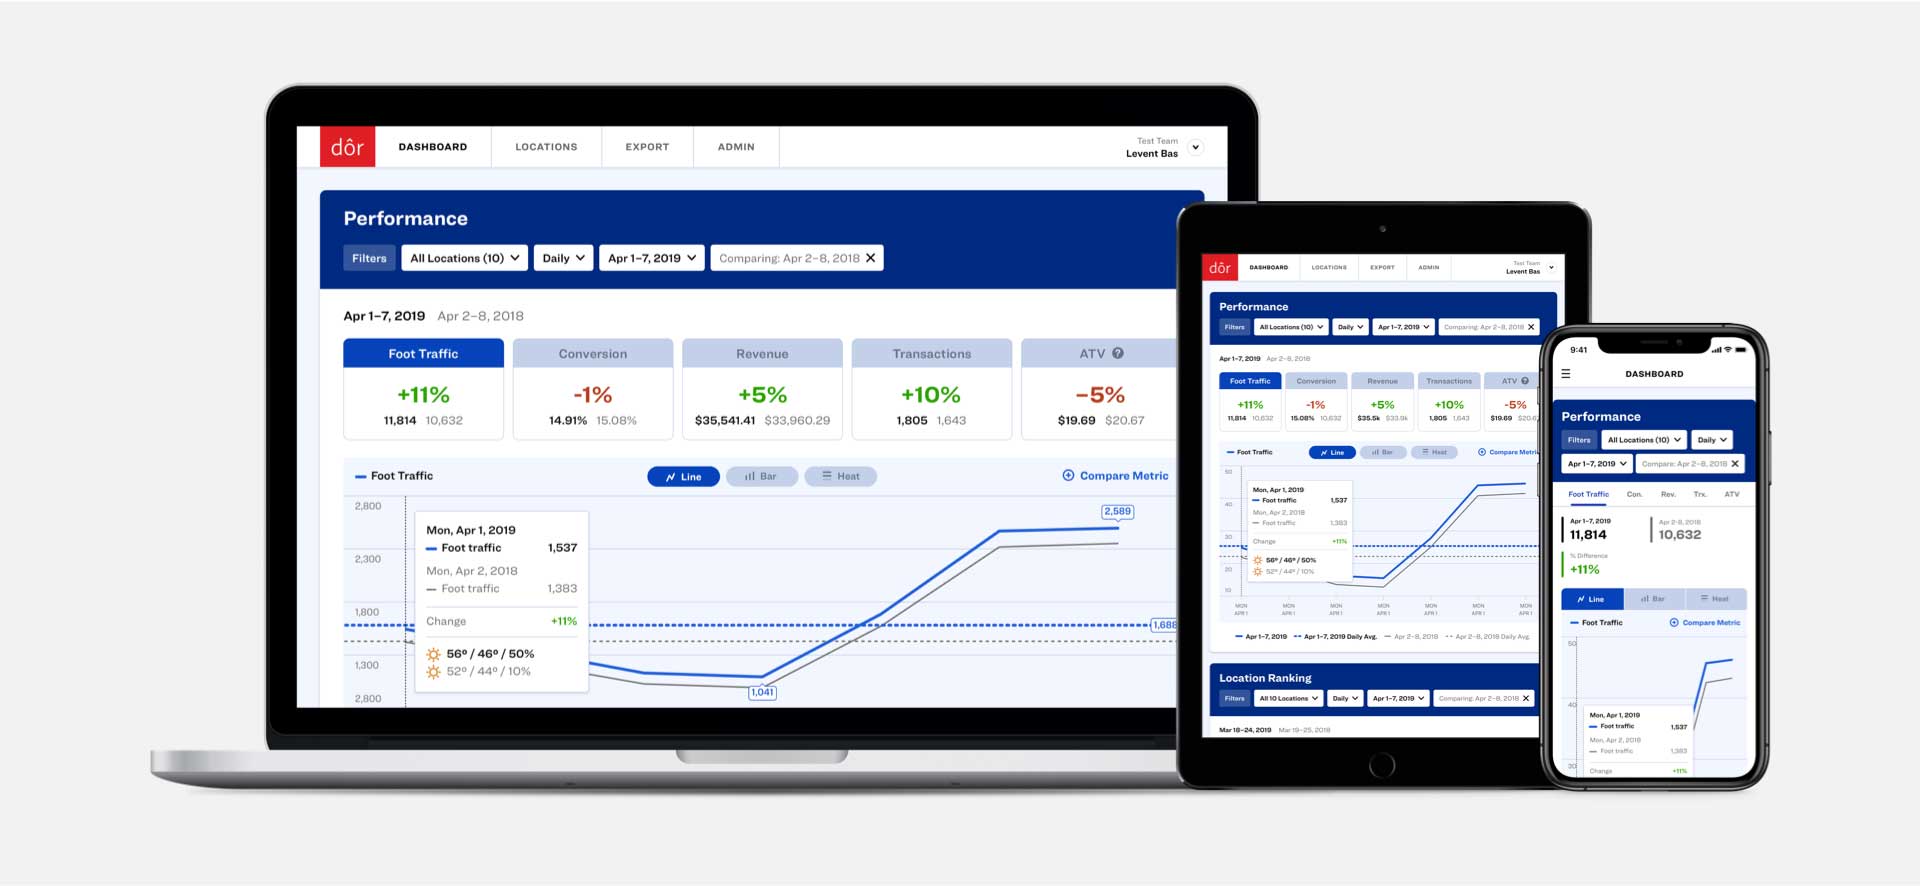 dôr DASHBOARD LOCATIONS EXPORT ADMIN
Test Team
Levent Bas
Performance
Filters All Locations (10) Daily Apr 1–7, 2019 Comparing: Apr 2–8, 2018
Apr 1–7, 2019 Apr 2–8, 2018
Foot Traffic Conversion Revenue Transactions ATV ?
+11% -1% +5% +10% –5%
11,814 10,632 14.91% 15.08% $35,541.41 $33,960.29 1,805 1,643 $19.69 $20.67
Foot Traffic Line Bar Heat Compare Metric
2,800
2,300
1,800
1,300
2,800
2,589
1,688
1,041
Mon, Apr 1, 2019
Foot traffic 1,537
Mon, Apr 2, 2018
Foot traffic 1,383
Change +11%
56º / 46º / 50%
52º / 44º / 10%
dôr DASHBOARD LOCATIONS EXPORT ADMIN
Test Team
Levent Bas
Performance
Filters All Locations (10) Daily Apr 1–7, 2019 Comparing: Apr 2–8, 2018
Apr 1–7, 2019 Apr 2–8, 2018
Foot Traffic Conversion Revenue Transactions ATV ?
+11% -1% +5% +10% -5%
11,814 10,632 15.08% 10,632 $35.5k $33.9k 1,805 1,643 $19.69 $20.67
Foot Traffic Line Bar Heat Compare Metric
50
40
30
20
10
Mon, Apr 1, 2019
Foot traffic 1,537
Mon, Apr 2, 2018
Foot traffic 1,383
Change +11%
56º / 46º / 50%
52º / 44º / 10%
MON MON MON MON MON MON MON
APR 1 APR 1 APR 1 APR 1 APR 1 APR 1 APR 1
Apr 1–7, 2019 Apr 1–7, 2019 Daily Avg. Apr 2–8, 2018 Apr 2–8, 2018 Daily Avg.
Location Ranking
Filters All 10 Locations Daily Apr 1–7, 2019 Comparing: Apr 2–8, 2018
Mar 18–24, 2019 Mar 19–25, 2018
9:41
DASHBOARD
Performance
Filters All Locations (10) Daily
Apr 1–7, 2019 Compare: Apr 2–8, 2018
Foot Traffic Con. Rev. Trx. ATV
Apr 1–7, 2019 Apr 2–8, 2018
11,814 10,632
% Difference
+11%
Line Bar Heat
Foot Traffic Compare Metric
50
40
30
Mon, Apr 1, 2019
Foot traffic 1,537
Mon, Apr 2, 2018
Foot traffic 1,383
Change +11%